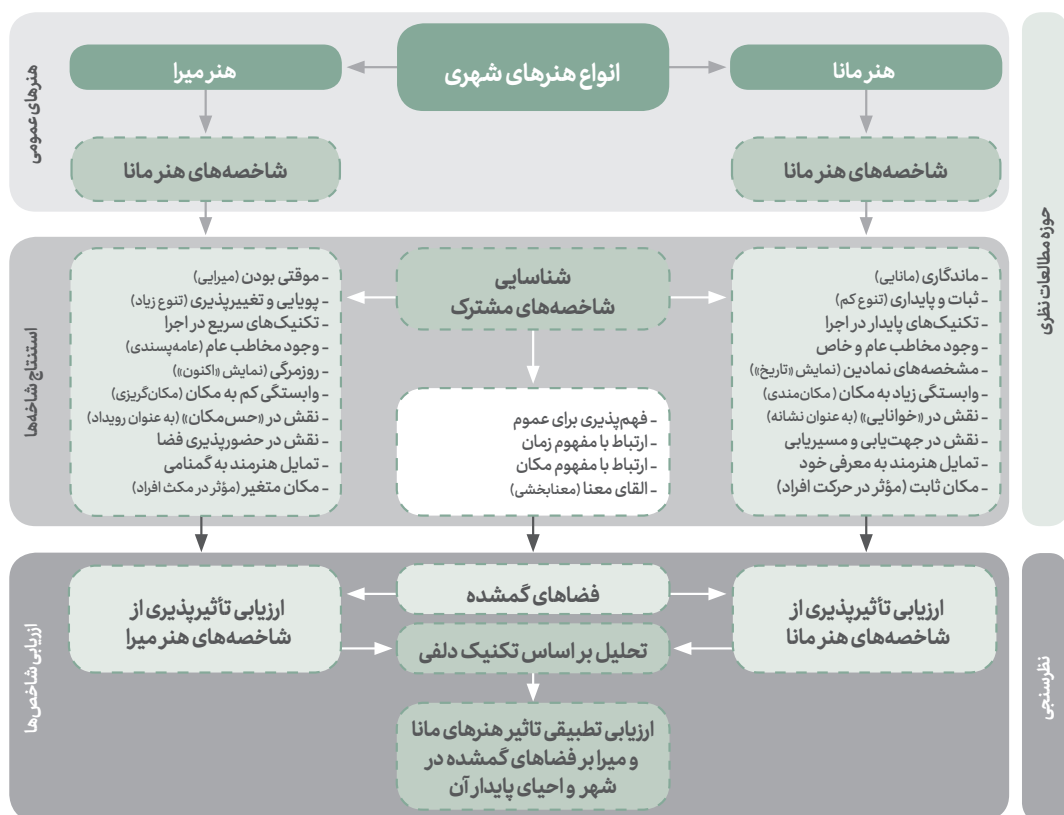 حوزه مطالعات نظری
نظرسنجی
هنرهای عمومی
انواع هنرهای شهری
هنر مانا
هنر میرا
شاخصه‌های هنر مانا
شاخصه‌های هنر مانا
استنتاج شاخه‌ها
شناسایی
شاخصه‌های مشترک
- ماندگاری (مانایی)
- ثبات و پایداری (تنوع کم)
- تکنیک‌های پایدار در اجرا
- وجود مخاطب عام و خاص
- مشخصه‌های نمادین (نمایش «تاریخ»)
- وابستگی زیاد به مکان ( مکان‌مندی)
- نقش در «خوانایی» (به عنوان نشانه)
- نقش در جهت‌یابی و مسیریابی
- تمایل هنرمند به معرفی خود
- مکان ثابت (مؤثر در حرکت افراد)
- فهم‌پذیری برای عموم
- ارتباط با مفهوم زمان
- ارتباط با مفهوم مکان
- القای معنا (معنابخشی)
- موقتی بودن (میرایی)
- پویایی و تغییرپذیری (تنوع زیاد)
- تکنیک‌های سریع در اجرا
- وجود مخاطب عام (عامه‌پسندی)
- روزمرگی (نمایش «اکنون»)
- وابستگی کم به مکان (مکان‌گریزی)
- نقش در «حس‌مکان» (به عنوان رویداد)
- نقش در حضورپذیری فضا
- تمایل هنرمند به گمنامی
- مکان متغیر (مؤثر در مکث افراد)
ارزیابی شاخص‌ها
فضاهای گمشده
ارزیابی تأثیرپذیری از
شاخصه‌های هنر مانا
ارزیابی تأثیرپذیری از
شاخصه‌های هنر میرا
تحلیل بر اساس تکنیک دلفی
ارزیابی تطبیقی تاثیر هنرهای مانا
و میرا بر فضاهای گمشده در
شهر و احیای پایدار آن